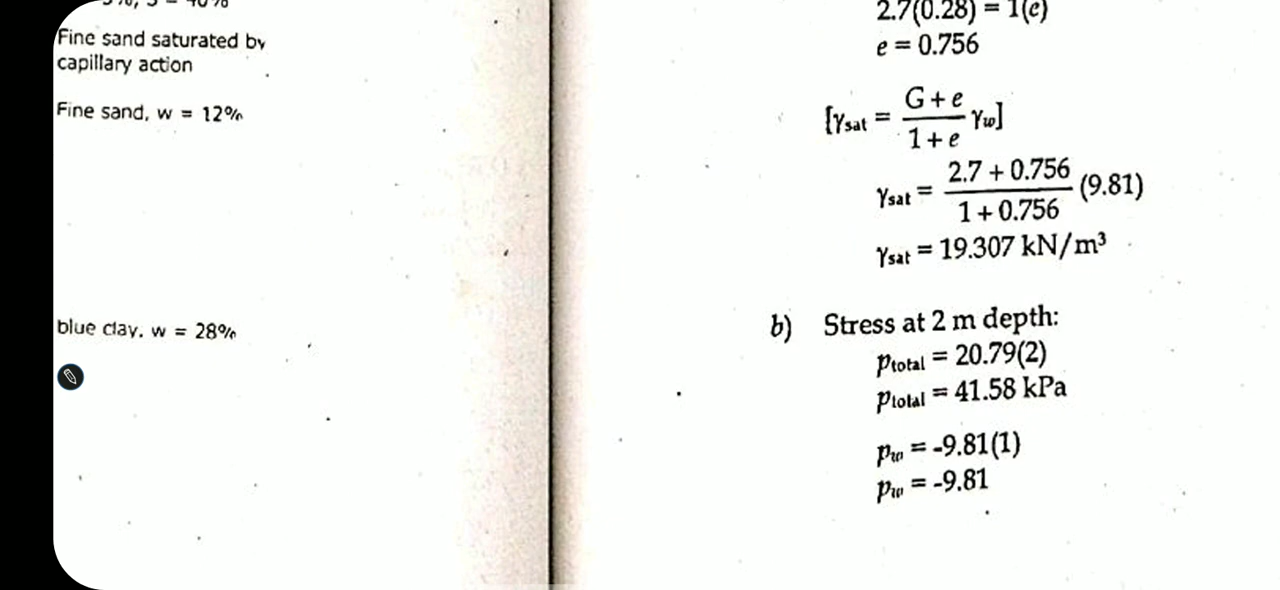 = 40%
Fine sand saturated by
capillary action
Fine sand, w = 12%
blue clay, w = 28%
2.7(0.28) = 1(e)
e = 0.756
[γsat = (G + e)/(1 + e) γw]
γsat = (2.7 + 0.756)/(1 + 0.756) (9.81)
γsat = 19.307 kN/m³
b) Stress at 2 m depth:
ptotal = 20.79(2)
ptotal = 41.58 kPa
pw = -9.81(1)
pw = -9.81